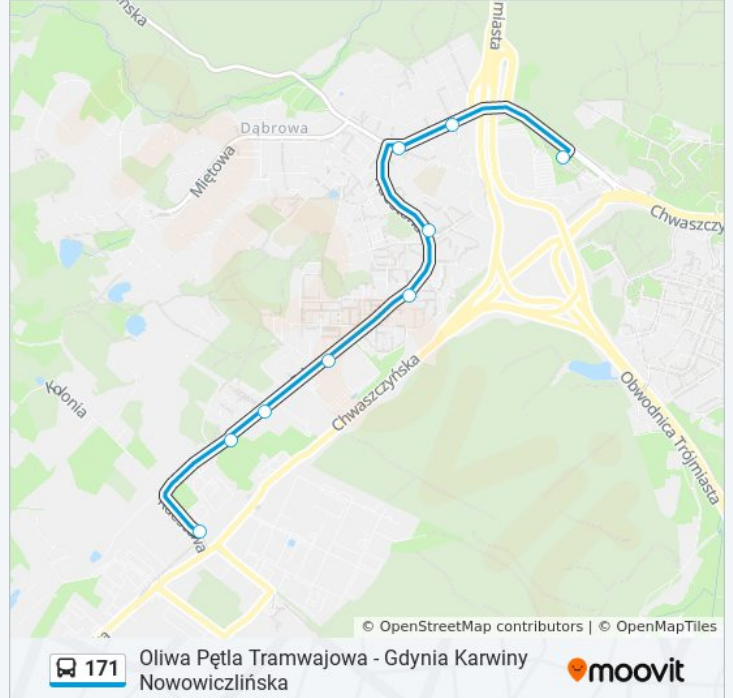 miasta
Dąbrowa
Miętowa
Chwaszczy
Chwaszczyńska
Kolonia
Obwodnica Trójmiasta
© OpenStreetMap contributors | © OpenMapTiles
171
Oliwa Pętla Tramwajowa - Gdynia Karwiny
Nowowiczlińska
moovit